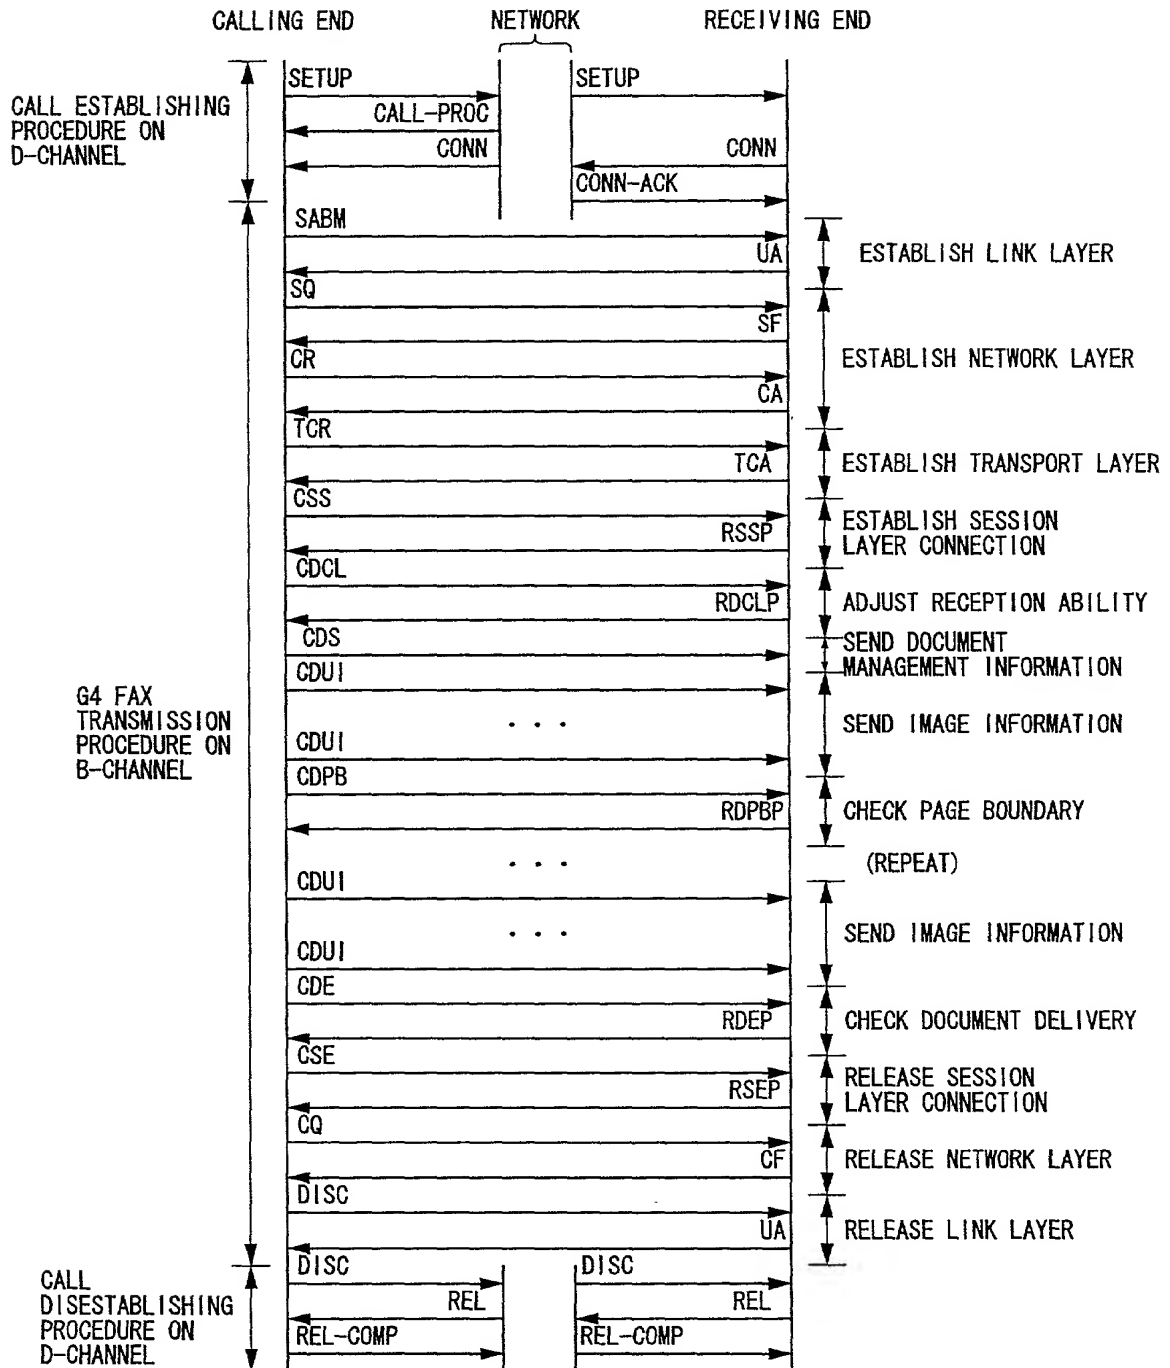 CALLING END
NETWORK
RECEIVING END
SETUP
SETUP
CALL ESTABLISHING
PROCEDURE ON
D-CHANNEL
CALL-PROC
CONN
CONN
CONN-ACK
SABM
UA
ESTABLISH LINK LAYER
SQ
SF
CR
ESTABLISH NETWORK LAYER
CA
TCR
TCA
ESTABLISH TRANSPORT LAYER
CSS
RSSP
ESTABLISH SESSION
LAYER CONNECTION
CDCL
RDCLP
ADJUST RECEPTION ABILITY
CDS
SEND DOCUMENT
MANAGEMENT INFORMATION
CDUI
G4 FAX
TRANSMISSION
PROCEDURE ON
B-CHANNEL
. . .
SEND IMAGE INFORMATION
CDUI
CDPB
RDPBP
CHECK PAGE BOUNDARY
. . .
(REPEAT)
CDUI
. . .
SEND IMAGE INFORMATION
CDUI
CDE
RDEP
CHECK DOCUMENT DELIVERY
CSE
RSEP
RELEASE SESSION
LAYER CONNECTION
CQ
CF
RELEASE NETWORK LAYER
DISC
UA
RELEASE LINK LAYER
DISC
DISC
CALL
DISESTABLISHING
PROCEDURE ON
D-CHANNEL
REL
REL
REL-COMP
REL-COMP